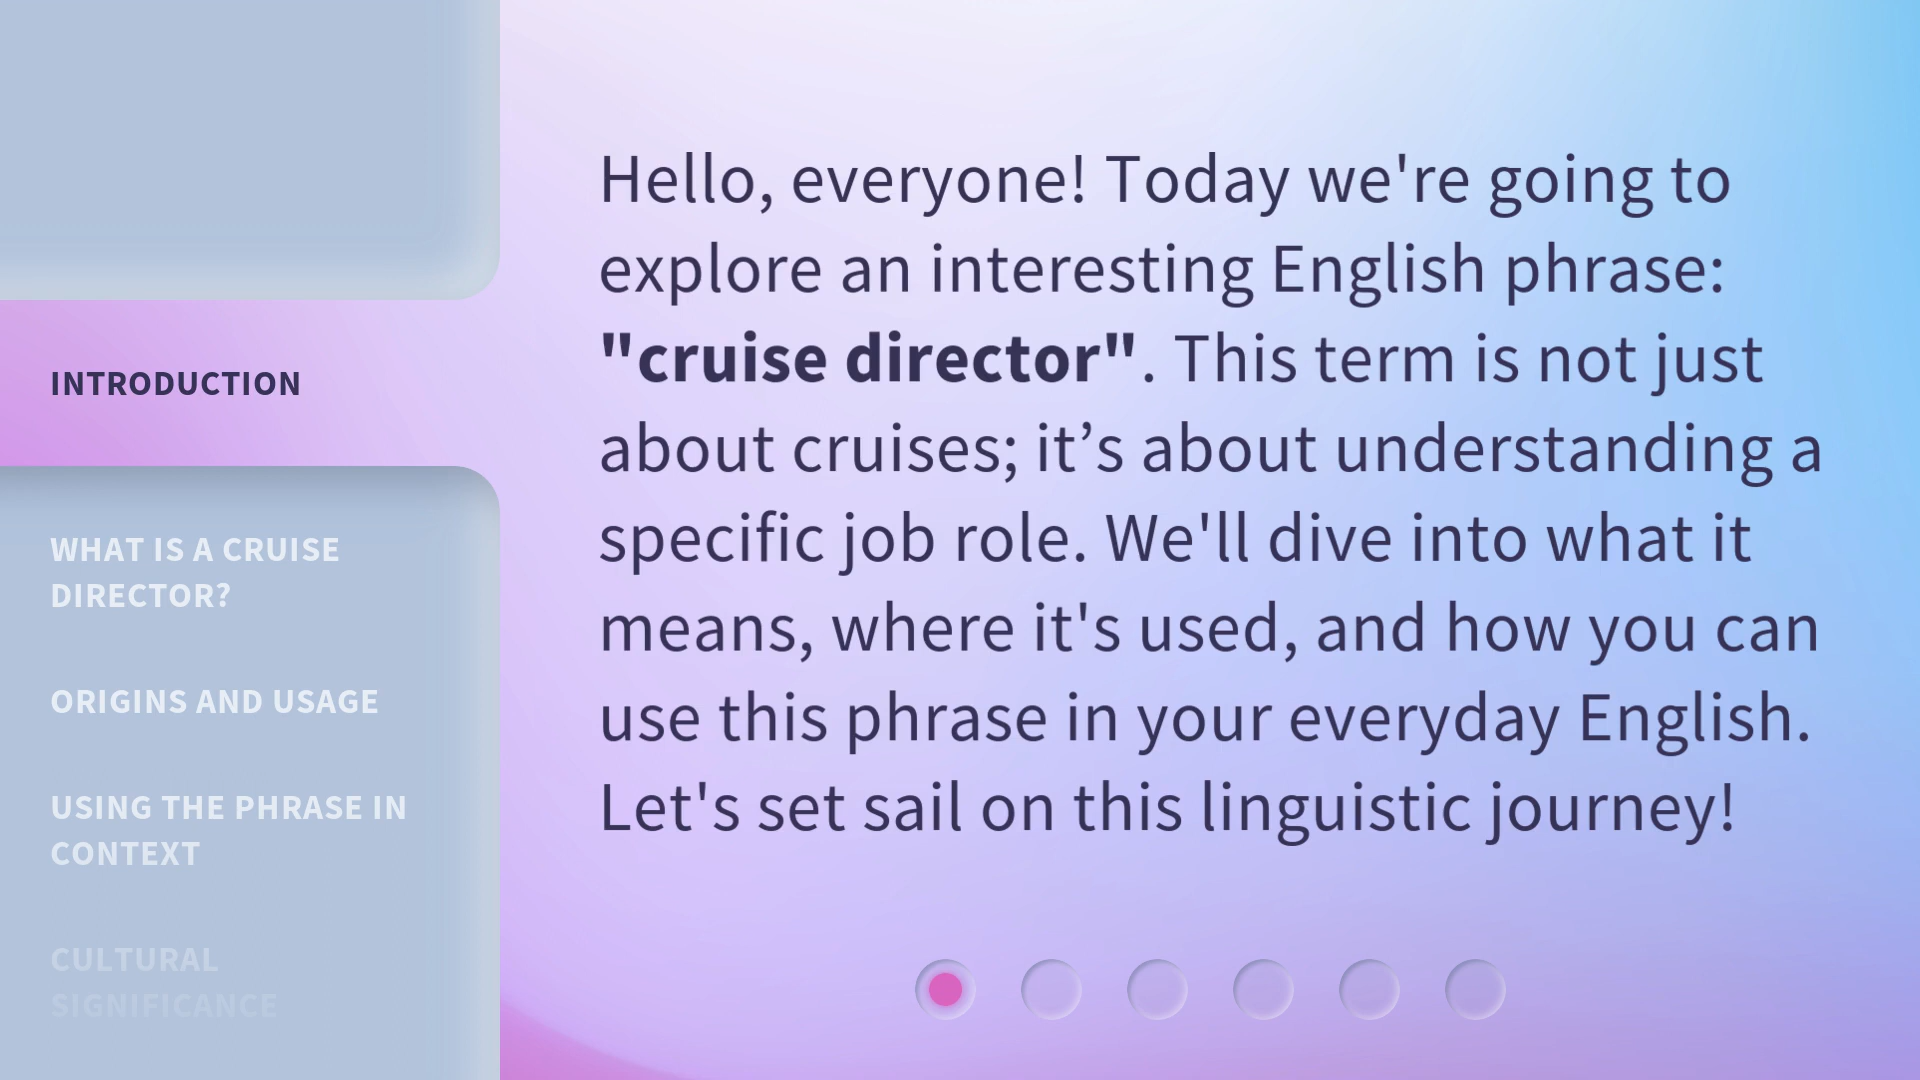 INTRODUCTION
WHAT IS A CRUISE
DIRECTOR?
ORIGINS AND USAGE
USING THE PHRASE IN
CONTEXT
CULTURAL
SIGNIFICANCE
Hello, everyone! Today we're going to
explore an interesting English phrase:
"cruise director". This term is not just
about cruises; it’s about understanding a
specific job role. We'll dive into what it
means, where it's used, and how you can
use this phrase in your everyday English.
Let's set sail on this linguistic journey!